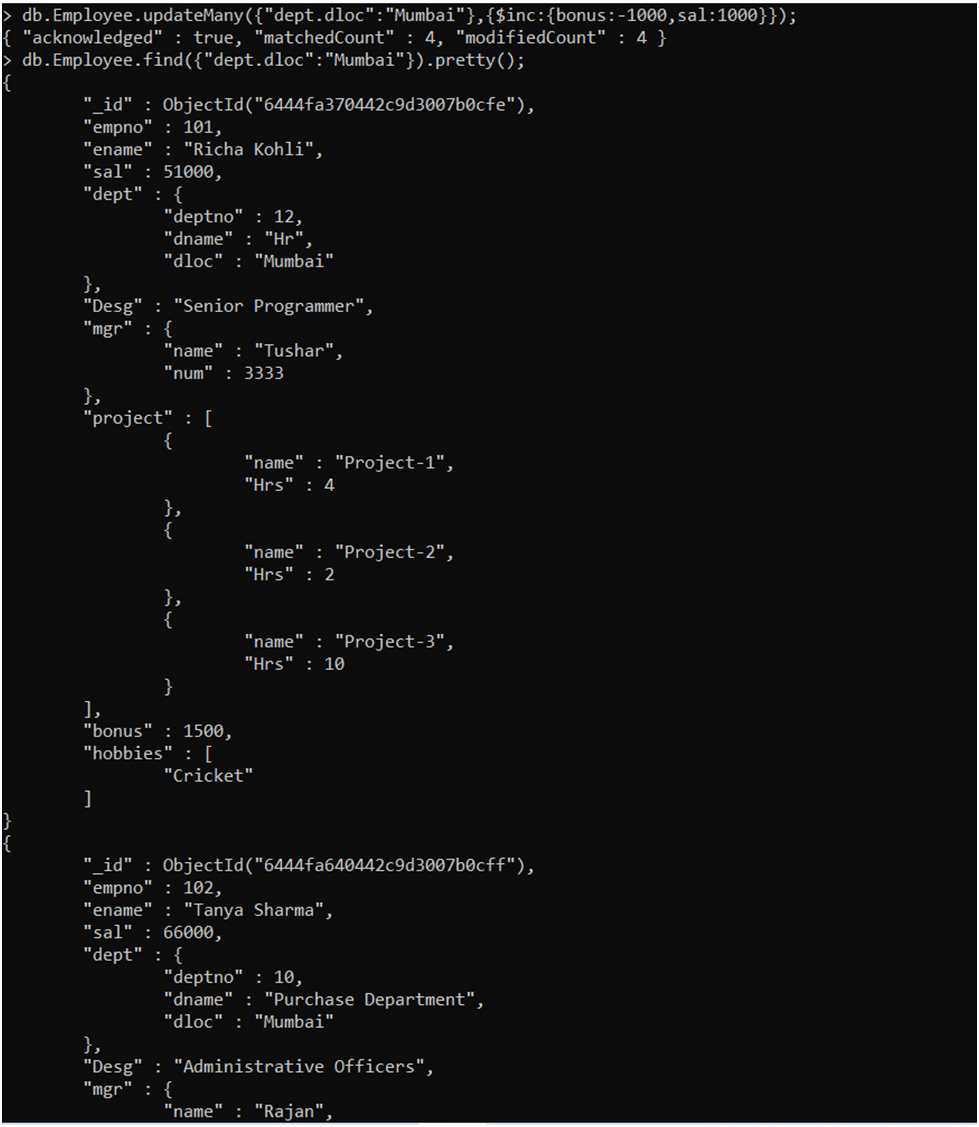 > db.Employee.updateMany({"dept.dloc":"Mumbai"},{$inc:{bonus:-1000,sal:1000}});
{ "acknowledged" : true, "matchedCount" : 4, "modifiedCount" : 4 }
> db.Employee.find({"dept.dloc":"Mumbai"}).pretty();
{
        "_id" : ObjectId("6444fa370442c9d3007b0cfe"),
        "empno" : 101,
        "ename" : "Richa Kohli",
        "sal" : 51000,
        "dept" : {
                "deptno" : 12,
                "dname" : "Hr",
                "dloc" : "Mumbai"
        },
        "Desg" : "Senior Programmer",
        "mgr" : {
                "name" : "Tushar",
                "num" : 3333
        },
        "project" : [
                {
                        "name" : "Project-1",
                        "Hrs" : 4
                },
                {
                        "name" : "Project-2",
                        "Hrs" : 2
                },
                {
                        "name" : "Project-3",
                        "Hrs" : 10
                }
        ],
        "bonus" : 1500,
        "hobbies" : [
                "Cricket"
        ]
}
{
        "_id" : ObjectId("6444fa640442c9d3007b0cff"),
        "empno" : 102,
        "ename" : "Tanya Sharma",
        "sal" : 66000,
        "dept" : {
                "deptno" : 10,
                "dname" : "Purchase Department",
                "dloc" : "Mumbai"
        },
        "Desg" : "Administrative Officers",
        "mgr" : {
                "name" : "Rajan",